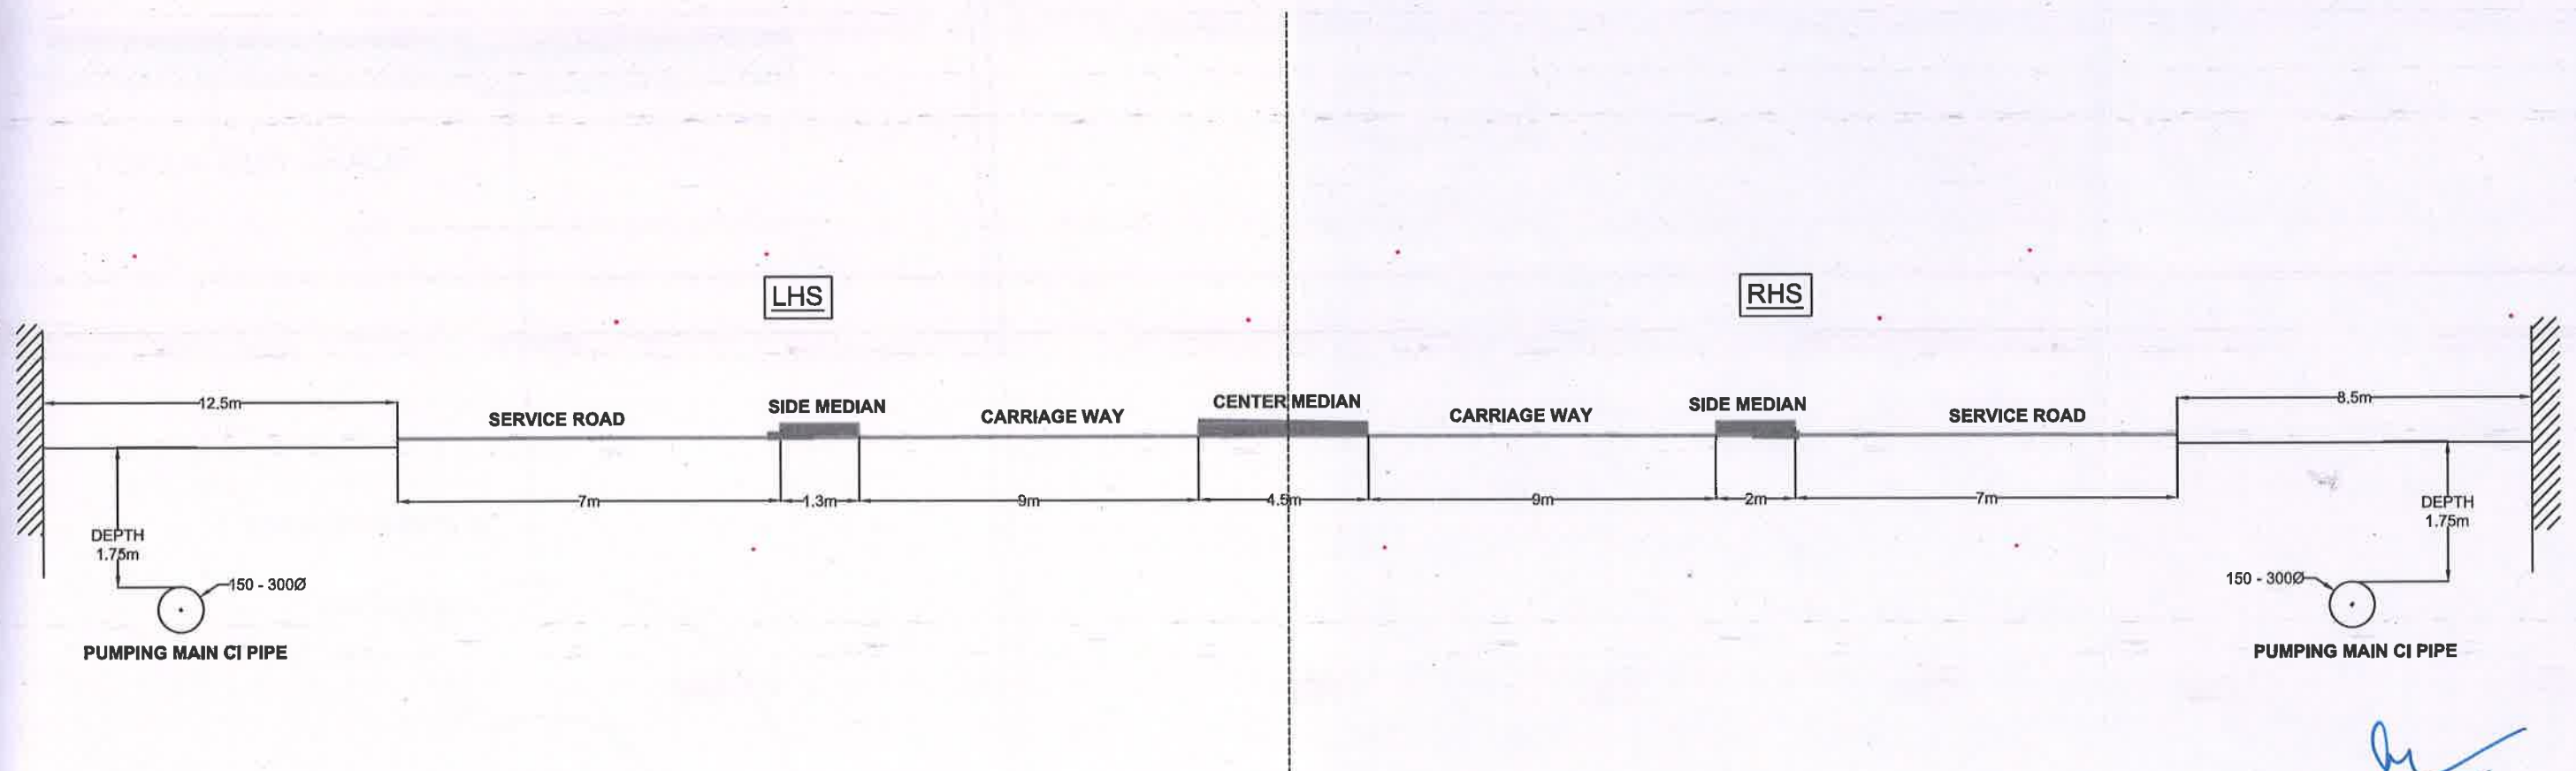 LHS
RHS
12.5m
SERVICE ROAD
SIDE MEDIAN
CARRIAGE WAY
CENTER MEDIAN
CARRIAGE WAY
SIDE MEDIAN
SERVICE ROAD
8.5m
7m
1.3m
9m
4.5m
9m
2m
7m
DEPTH
1.75m
150 - 300Ø
PUMPING MAIN CI PIPE
DEPTH
1.75m
150 - 300Ø
PUMPING MAIN CI PIPE